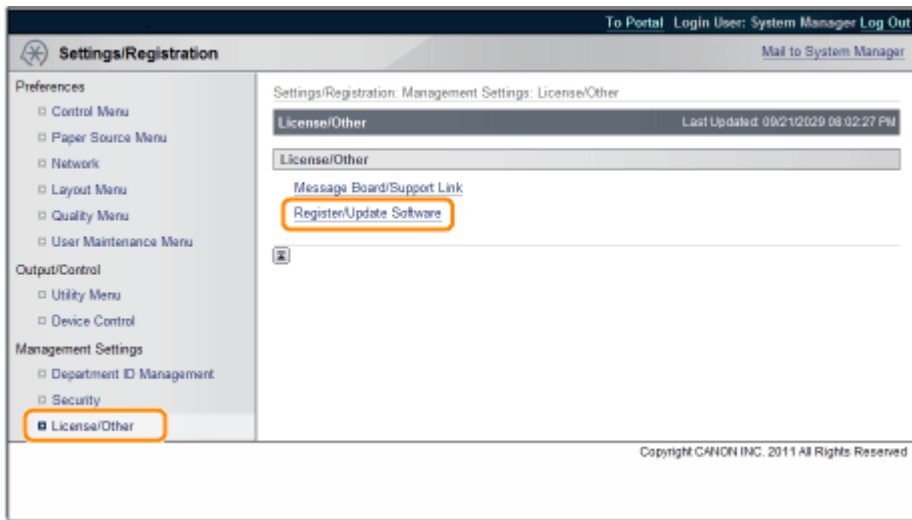 To Portal Login User: System Manager Log Out
Settings/Registration
Mail to System Manager
Preferences
Control Menu
Paper Source Menu
Network
Layout Menu
Quality Menu
User Maintenance Menu
Output/Control
Utility Menu
Device Control
Management Settings
Department ID Management
Security
License/Other
Settings/Registration: Management Settings: License/Other
License/Other Last Updated: 09/21/2029 08:02:27 PM
License/Other
Message Board/Support Link
Register/Update Software
Copyright CANON INC. 2011 All Rights Reserved